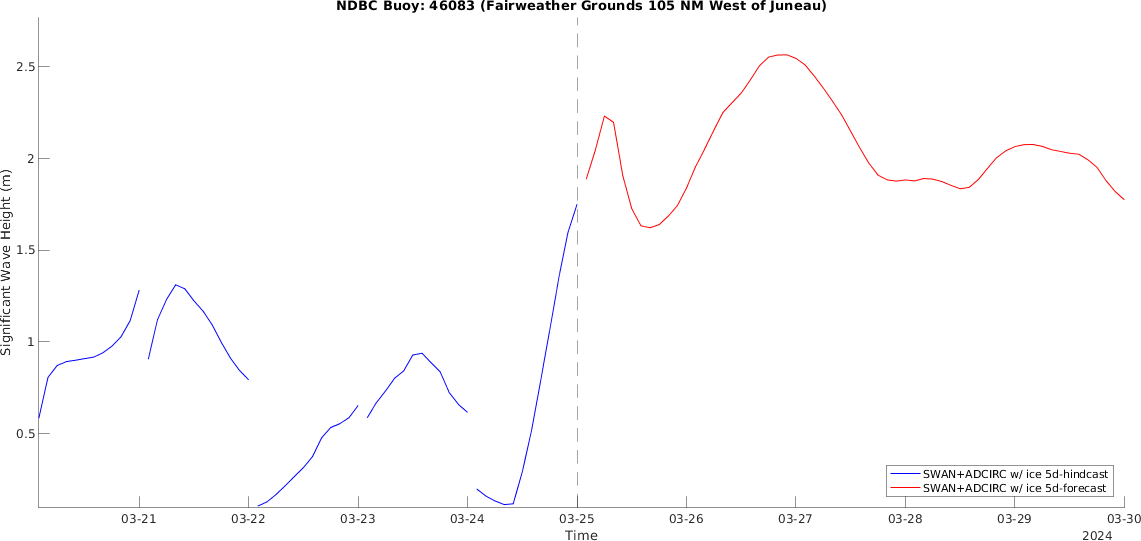 NDBC Buoy: 46083 (Fairweather Grounds 105 NM West of Juneau)
Significant Wave Height (m)
2.5
2
1.5
1
0.5
SWAN+ADCIRC w/ ice 5d-hindcast
SWAN+ADCIRC w/ ice 5d-forecast
03-21 03-22 03-23 03-24 03-25 03-26 03-27 03-28 03-29 03-30
Time
2024